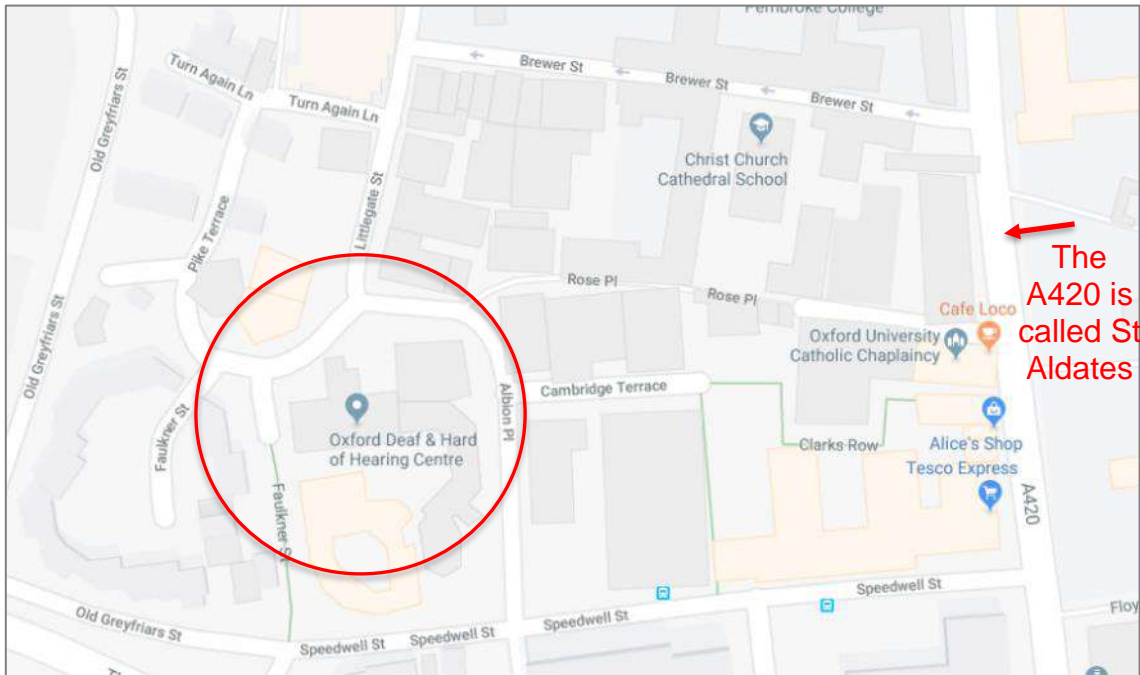 Pembroke College
Brewer St
Brewer St
Brewer St
Turn Again Ln
Turn Again Ln
Old Greyfriars St
Christ Church
Cathedral School
Littlegate St
Pike Terrace
The
A420 is
called St
Aldates
Rose Pl
Rose Pl
Cafe Loco
Oxford University
Catholic Chaplaincy
Old Greyfriars St
Cambridge Terrace
Albion Pl
Faulkner St
Oxford Deaf & Hard
of Hearing Centre
Clarks Row
Alice's Shop
Tesco Express
A420
Faulkner St
Speedwell St
Old Greyfriars St
Speedwell St
Speedwell St
Speedwell St
Floy